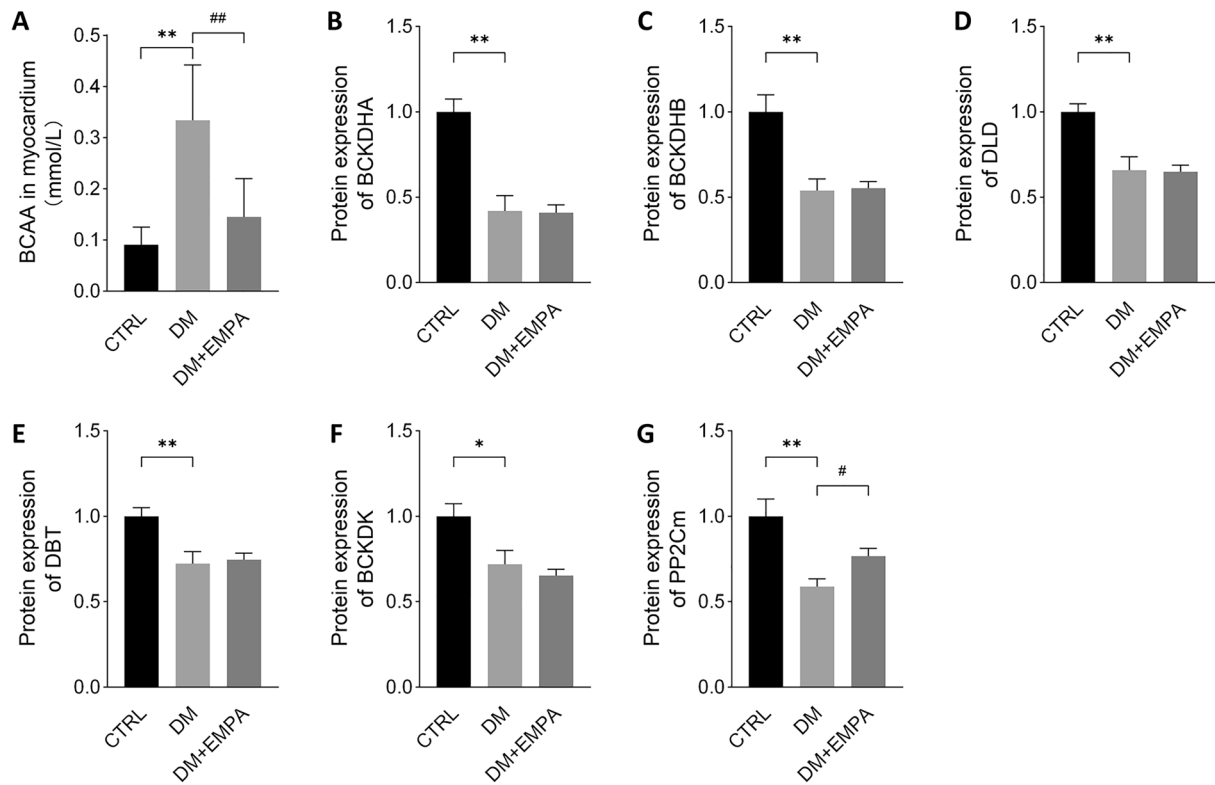 A
BCAA in myocardium
(mmol/L)
0.5
0.4
0.3
0.2
0.1
0.0
**
##
CTRL
DM
DM+EMPA
B
Protein expression
of BCKDHA
1.5
1.0
0.5
0.0
**
CTRL
DM
DM+EMPA
C
Protein expression
of BCKDHB
1.5
1.0
0.5
0.0
**
CTRL
DM
DM+EMPA
D
Protein expression
of DLD
1.5
1.0
0.5
0.0
**
CTRL
DM
DM+EMPA
E
Protein expression
of DBT
1.5
1.0
0.5
0.0
**
CTRL
DM
DM+EMPA
F
Protein expression
of BCKDK
1.5
1.0
0.5
0.0
*
CTRL
DM
DM+EMPA
G
Protein expression
of PP2Cm
1.5
1.0
0.5
0.0
**
#
CTRL
DM
DM+EMPA